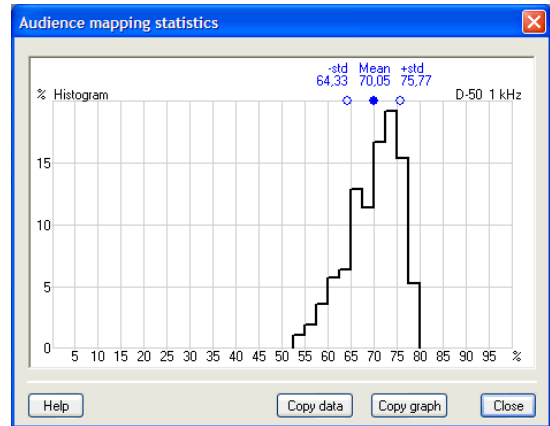 Audience mapping statistics
-std Mean +std
64,33 70,05 75,77
% Histogram
D-50 1 kHz
15
10
5
0
5 10 15 20 25 30 35 40 45 50 55 60 65 70 75 80 85 90 95 %
Help Copy data Copy graph Close